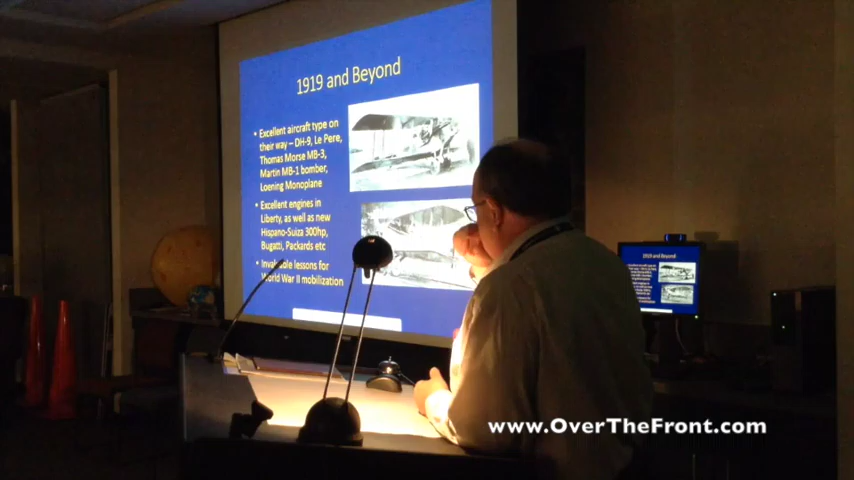 1919 and Beyond
• Excellent aircraft type on
their way – DH-9, Le Pere,
Thomas Morse MB-3,
Martin MB-1 bomber,
Loening Monoplane
• Excellent engines in
Liberty, as well as new
Hispano-Suiza 300hp,
Bugatti, Packards etc
• Invaluable lessons for
World War II mobilization
1919 and Beyond
www.OverTheFront.com